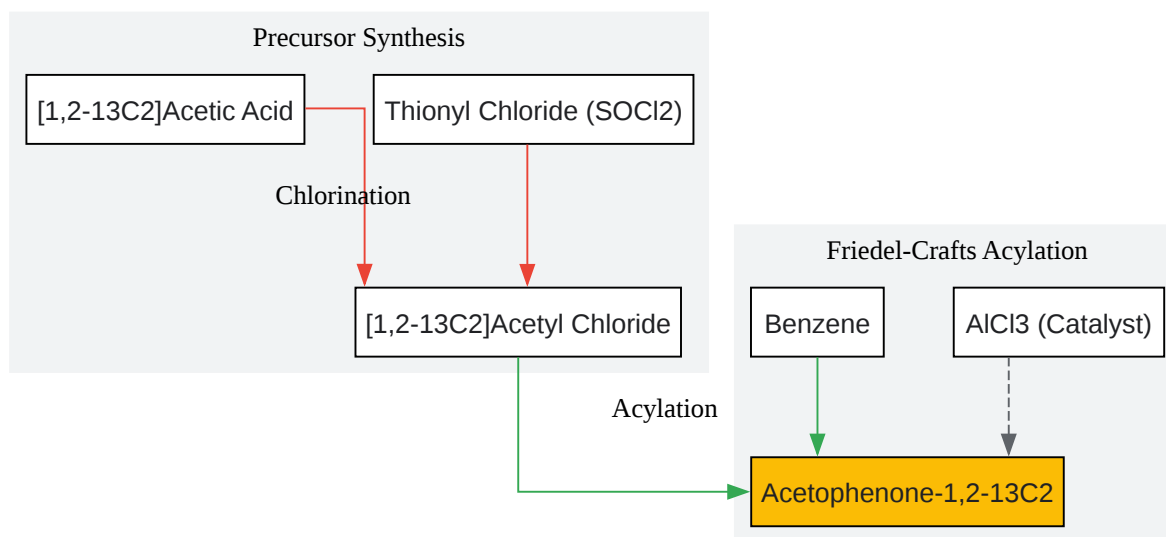 Precursor Synthesis
[1,2-13C2]Acetic Acid
Thionyl Chloride (SOCl2)
Chlorination
[1,2-13C2]Acetyl Chloride
Friedel-Crafts Acylation
Benzene
AlCl3 (Catalyst)
Acylation
Acetophenone-1,2-13C2